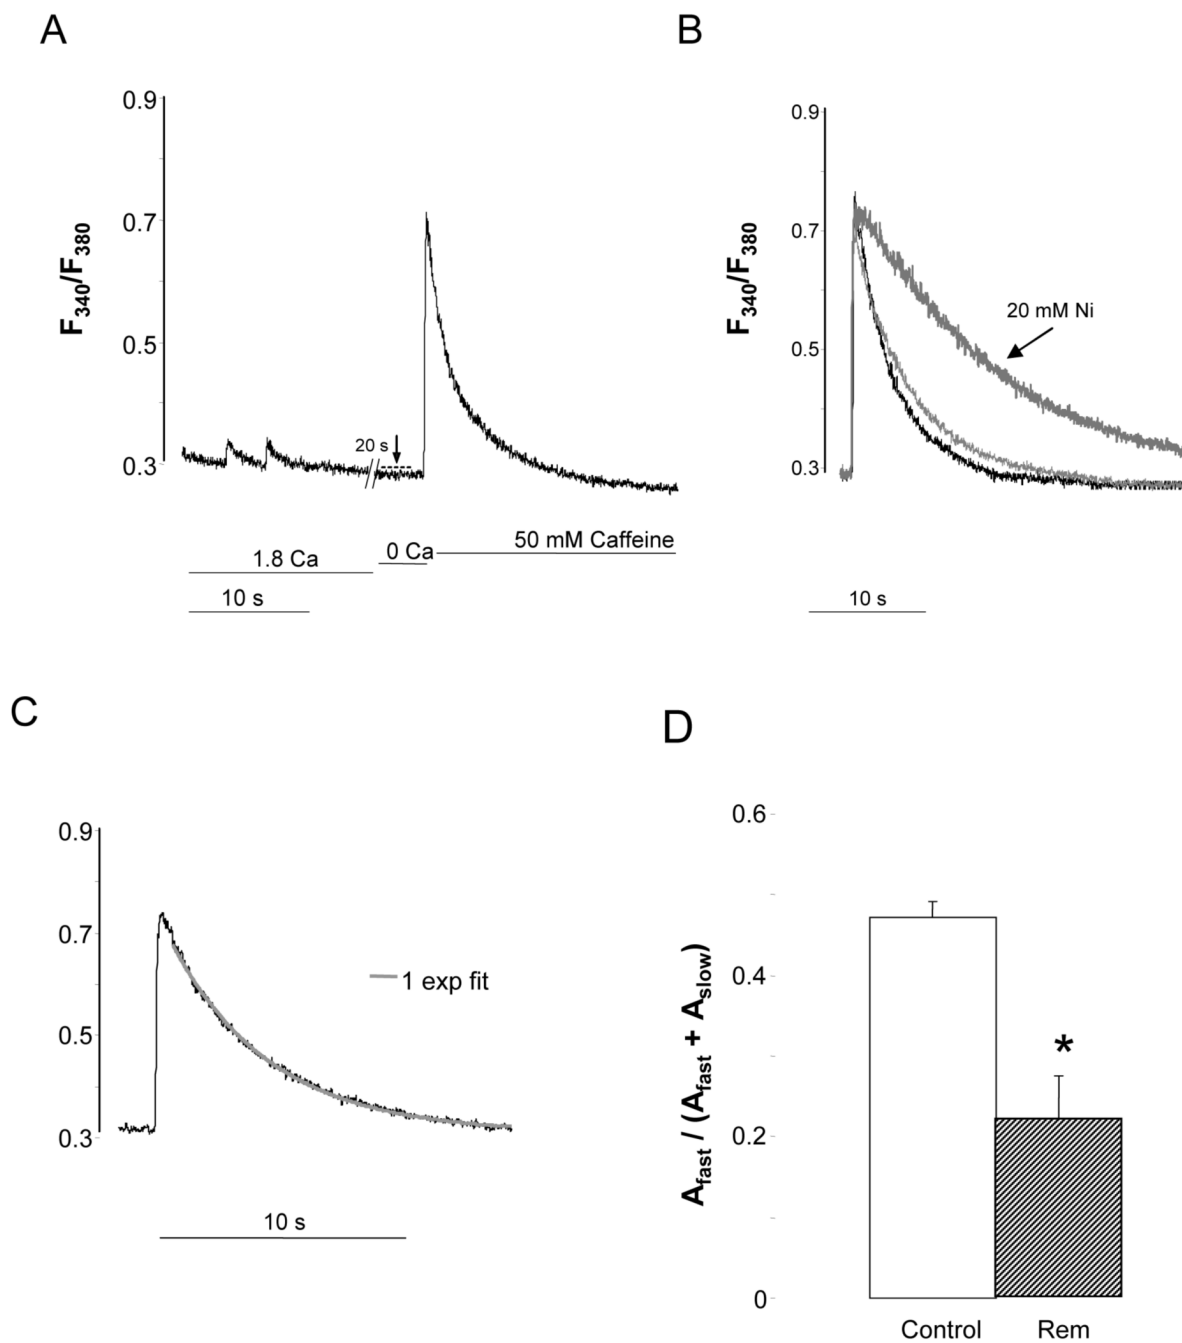 A
B
0.9
0.7
0.5
0.3
F340/F380
20 s
50 mM Caffeine
0 Ca
1.8 Ca
10 s
0.9
0.7
0.5
0.3
F340/F380
20 mM Ni
10 s
C
D
0.9
0.7
0.5
0.3
1 exp fit
10 s
0.6
0.4
0.2
0
Afast / (Afast + Aslow)
*
Control
Rem